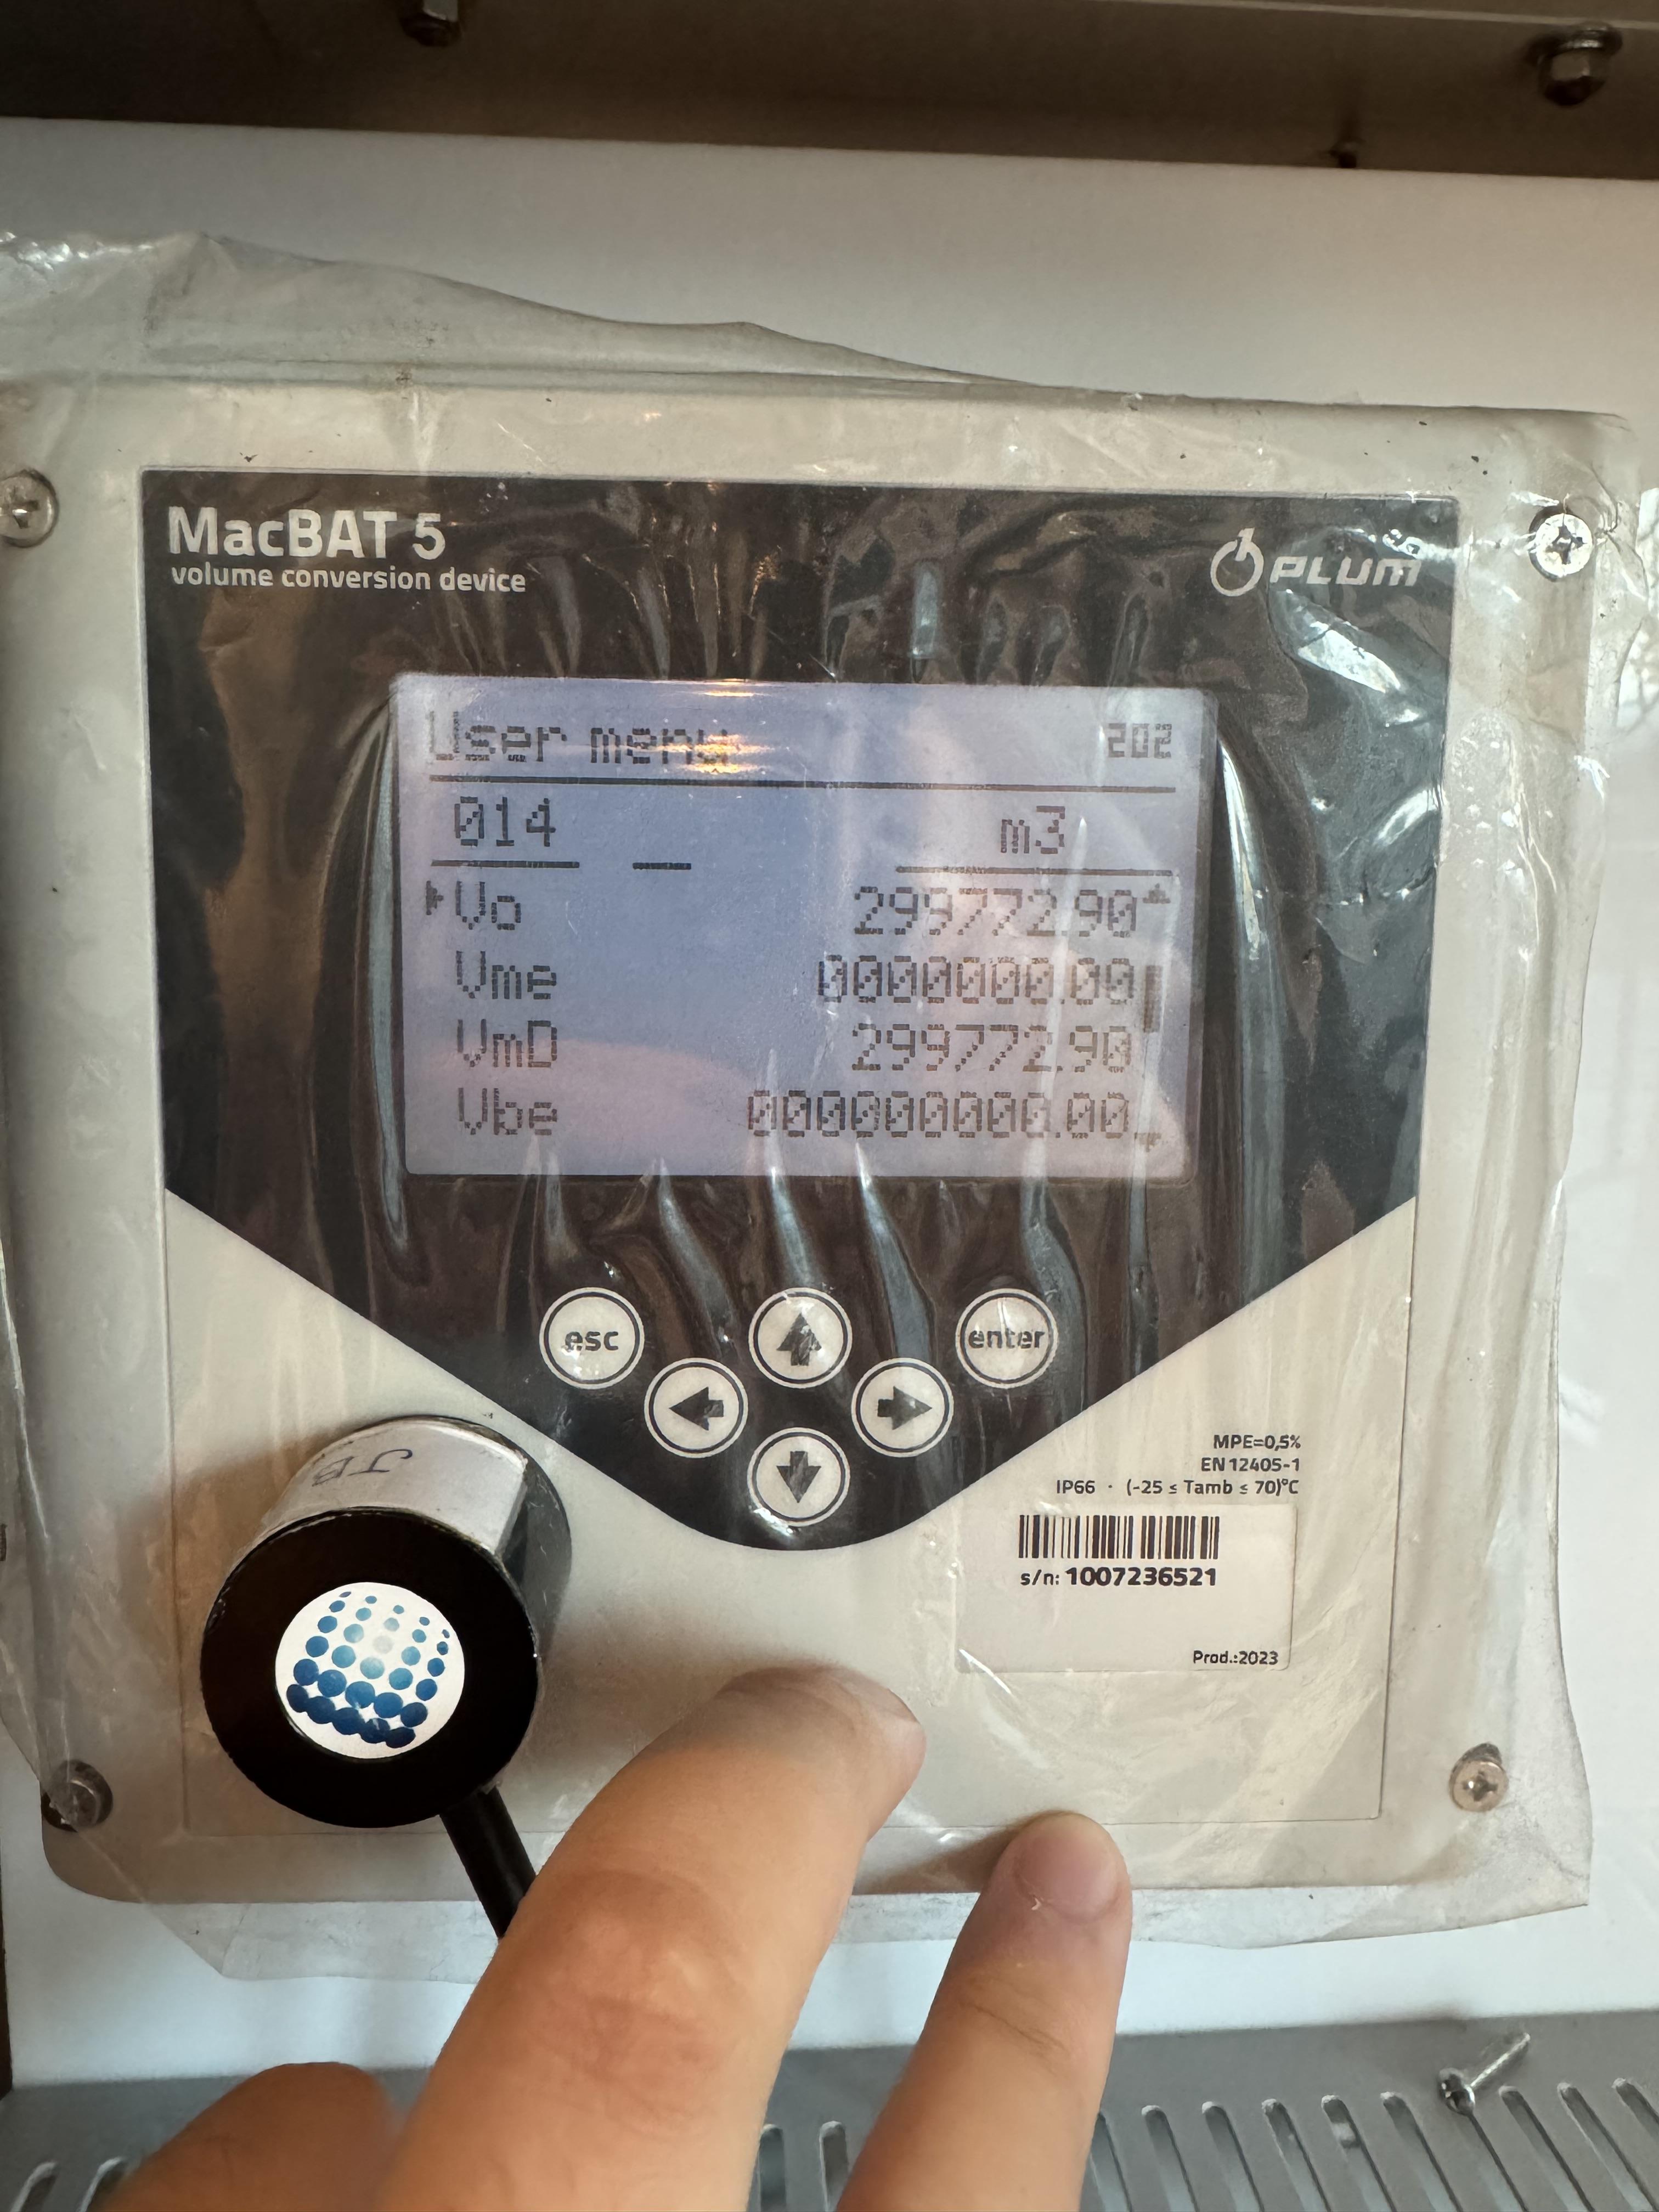 MacBAT 5
volume conversion device
PLUM
User menu 202
014 m3
Vo 299772.90
Vme 0000000.00
VmD 299772.90
Vbe 000000000.00
esc
enter
MPE=0,5%
EN 12405-1
IP66 · (-25 ≤ Tamb ≤ 70)°C
s/n: 1007236521
Prod.:2023
JB